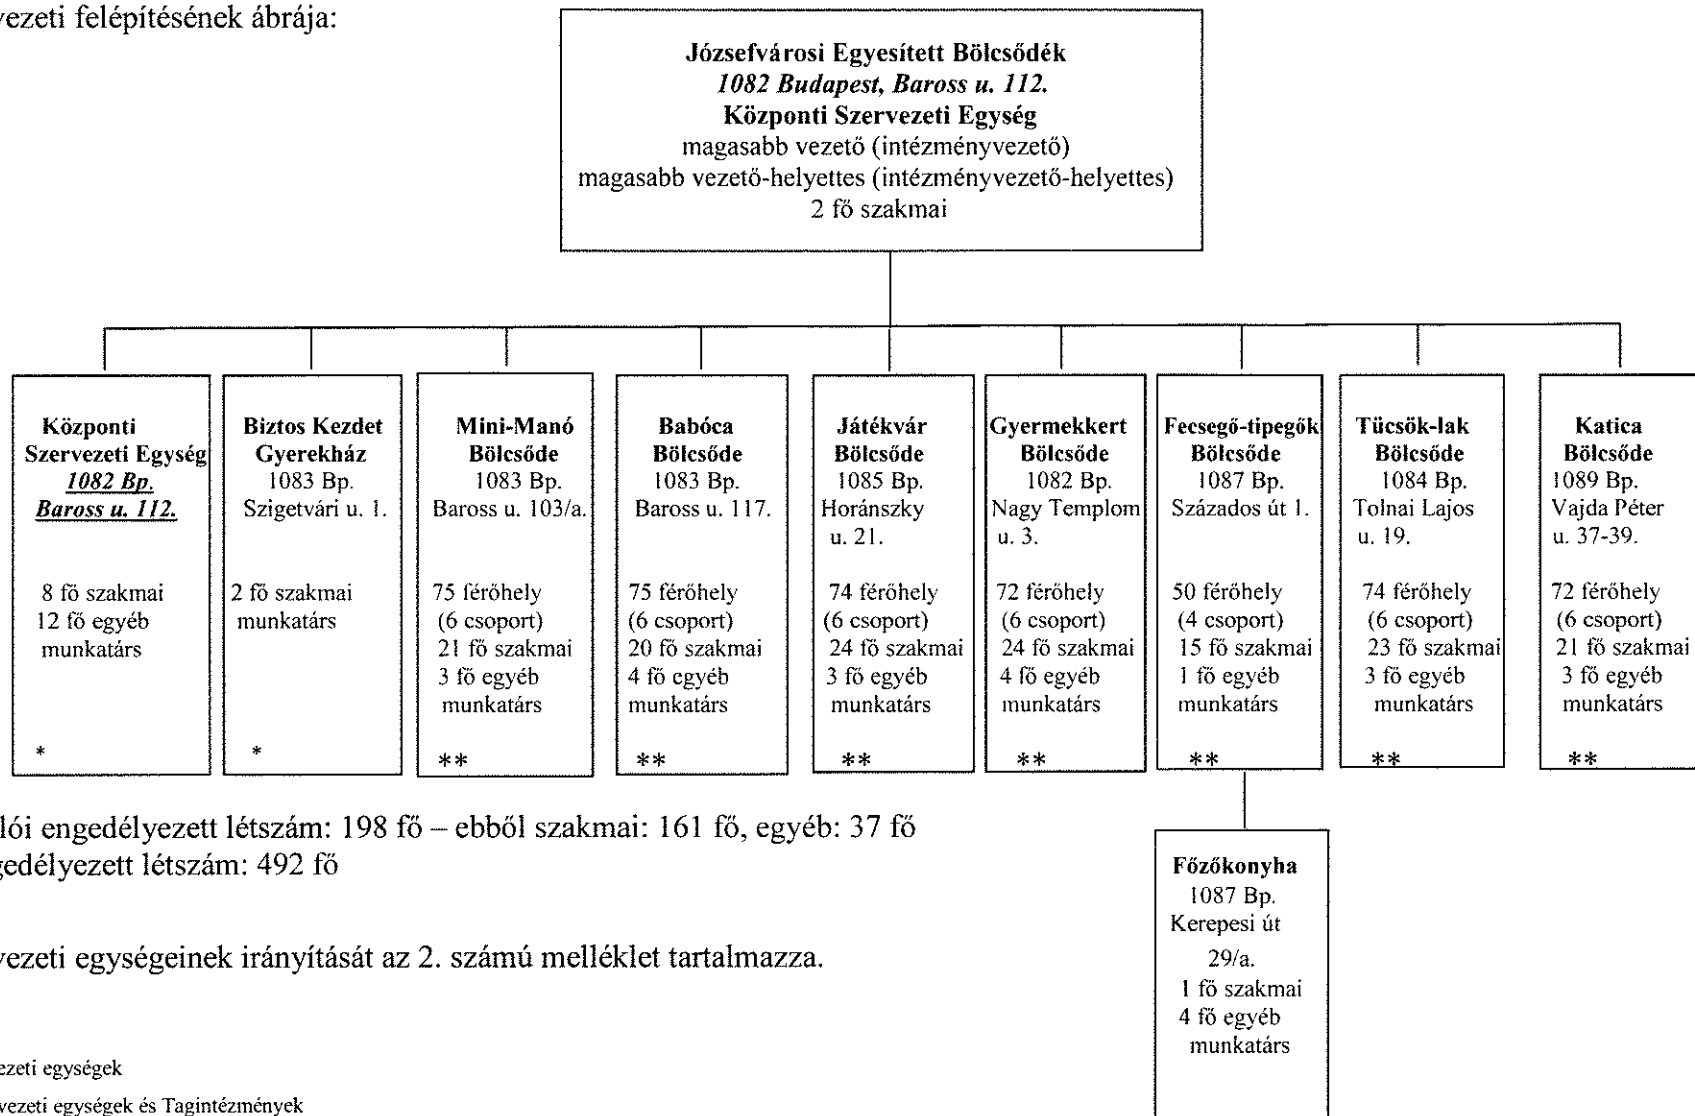 vezeti felépítésének ábrája:
Józsefvárosi Egyesített Bölcsődék
1082 Budapest, Baross u. 112.
Központi Szervezeti Egység
magasabb vezető (intézményvezető)
magasabb vezető-helyettes (intézményvezető-helyettes)
2 fő szakmai
Központi
Szervezeti Egység
1082 Bp.
Baross u. 112.
8 fő szakmai
12 fő egyéb
munkatárs
*
Biztos Kezdet
Gyerekház
1083 Bp.
Szigetvári u. 1.
2 fő szakmai
munkatárs
*
Mini-Manó
Bölcsőde
1083 Bp.
Baross u. 103/a.
75 férőhely
(6 csoport)
21 fő szakmai
3 fő egyéb
munkatárs
**
Babóca
Bölcsőde
1083 Bp.
Baross u. 117.
75 férőhely
(6 csoport)
20 fő szakmai
4 fő egyéb
munkatárs
**
Játékvár
Bölcsőde
1085 Bp.
Horánszky
u. 21.
74 férőhely
(6 csoport)
24 fő szakmai
3 fő egyéb
munkatárs
**
Gyermekkert
Bölcsőde
1082 Bp.
Nagy Templom
u. 3.
72 férőhely
(6 csoport)
24 fő szakmai
4 fő egyéb
munkatárs
**
Fecsegő-tipegők
Bölcsőde
1087 Bp.
Százados út 1.
50 férőhely
(4 csoport)
15 fő szakmai
1 fő egyéb
munkatárs
**
Tücsök-lak
Bölcsőde
1084 Bp.
Tolnai Lajos
u. 19.
74 férőhely
(6 csoport)
23 fő szakmai
3 fő egyéb
munkatárs
**
Katica
Bölcsőde
1089 Bp.
Vajda Péter
u. 37-39.
72 férőhely
(6 csoport)
21 fő szakmai
3 fő egyéb
munkatárs
**
Főzőkonyha
1087 Bp.
Kerepesi út
29/a.
1 fő szakmai
4 fő egyéb
munkatárs
lói engedélyezett létszám: 198 fő – ebből szakmai: 161 fő, egyéb: 37 fő
gedélyezett létszám: 492 fő
vezeti egységeinek irányítását az 2. számú melléklet tartalmazza.
ezeti egységek
vezeti egységek és Tagintézmények